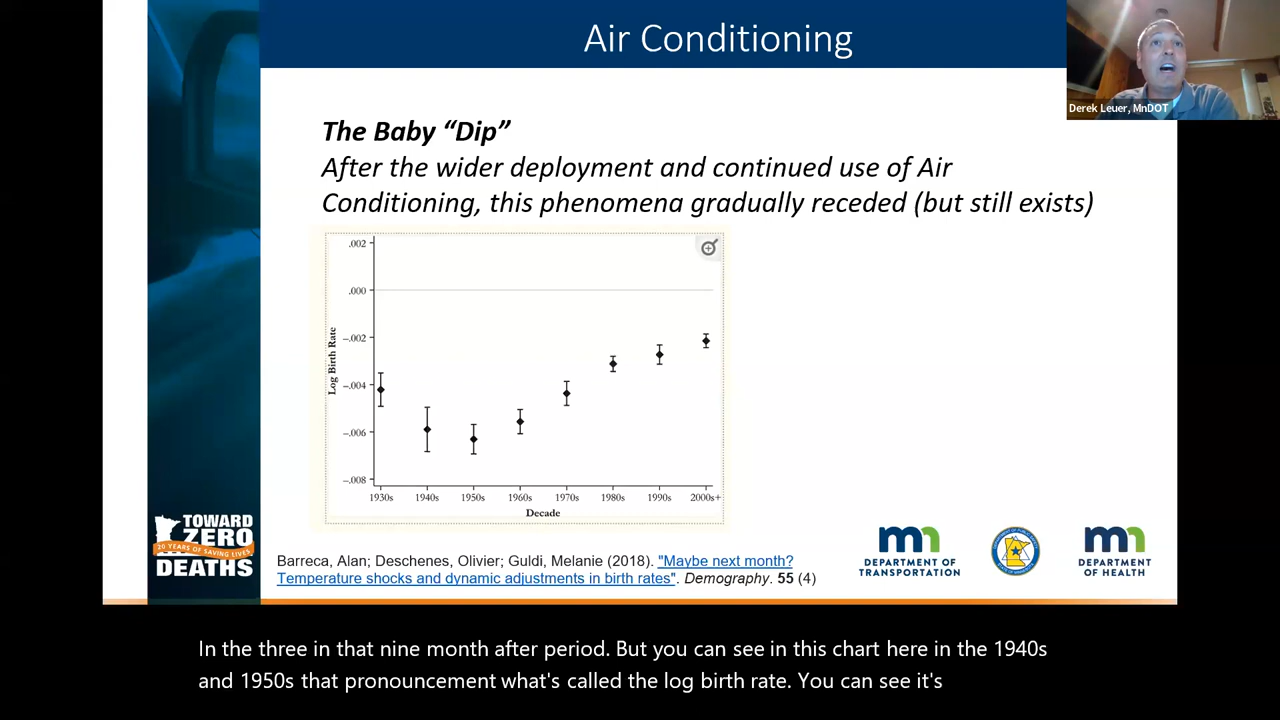 Air Conditioning
Derek Leuer, MnDOT
The Baby “Dip”
After the wider deployment and continued use of Air
Conditioning, this phenomena gradually receded (but still exists)
.002
.000
-.002
-.004
-.006
-.008
Log Birth Rate
1930s 1940s 1950s 1960s 1970s 1980s 1990s 2000s+
Decade
TOWARD
ZERO
20 YEARS OF SAVING LIVES
DEATHS
Barreca, Alan; Deschenes, Olivier; Guldi, Melanie (2018). "Maybe next month?
Temperature shocks and dynamic adjustments in birth rates". Demography. 55 (4)
DEPARTMENT OF
TRANSPORTATION
DEPARTMENT
OF HEALTH
In the three in that nine month after period. But you can see in this chart here in the 1940s
and 1950s that pronouncement what's called the log birth rate. You can see it's